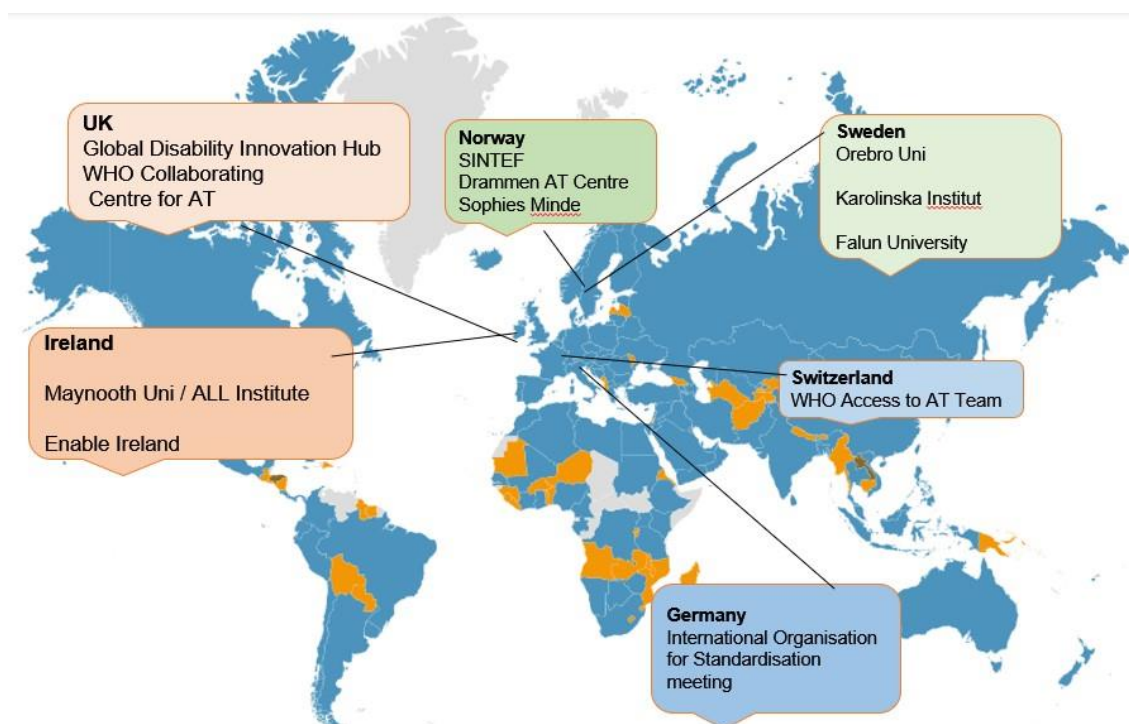 UK
Global Disability Innovation Hub
WHO Collaborating
Centre for AT
Norway
SINTEF
Drammen AT Centre
Sophies Minde
Sweden
Orebro Uni
Karolinska Institut
Falun University
Ireland
Maynooth Uni / ALL Institute
Enable Ireland
Switzerland
WHO Access to AT Team
Germany
International Organisation
for Standardisation
meeting